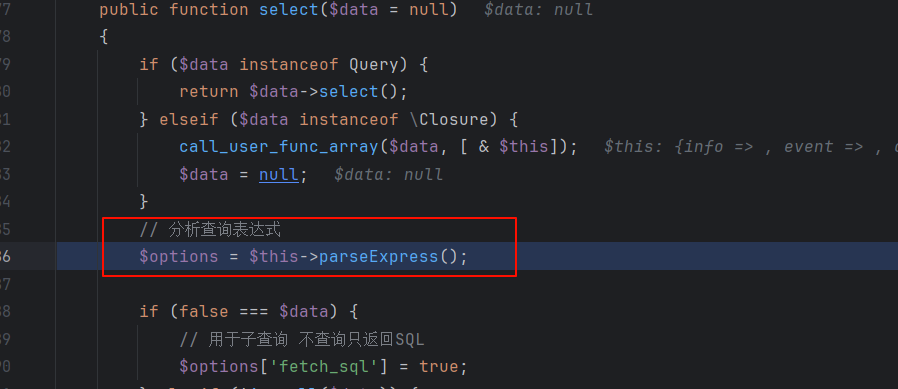 77 public function select($data = null) $data: null
78 {
79 if ($data instanceof Query) {
80 return $data->select();
81 } elseif ($data instanceof \Closure) {
82 call_user_func_array($data, [ & $this]); $this: {info => , event => ,
83 $data = null; $data: null
84 }
85 // 分析查询表达式
86 $options = $this->parseExpress();
87
88 if (false === $data) {
89 // 用于子查询 不查询只返回SQL
90 $options['fetch_sql'] = true;